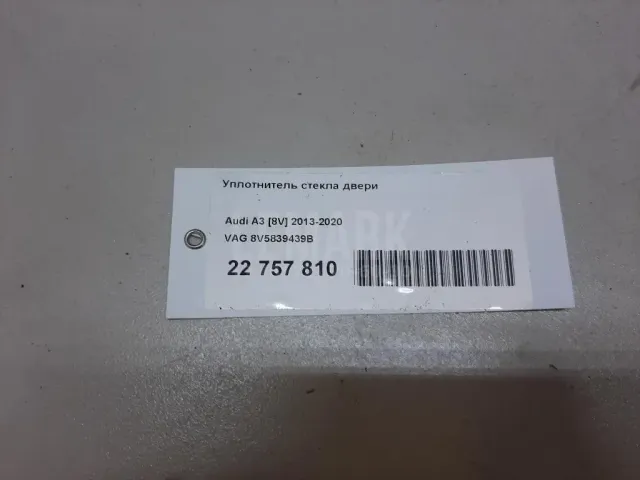 Уплотнитель стекла двери
Audi A3 [8V] 2013-2020
VAG 8V5839439B
22 757 810